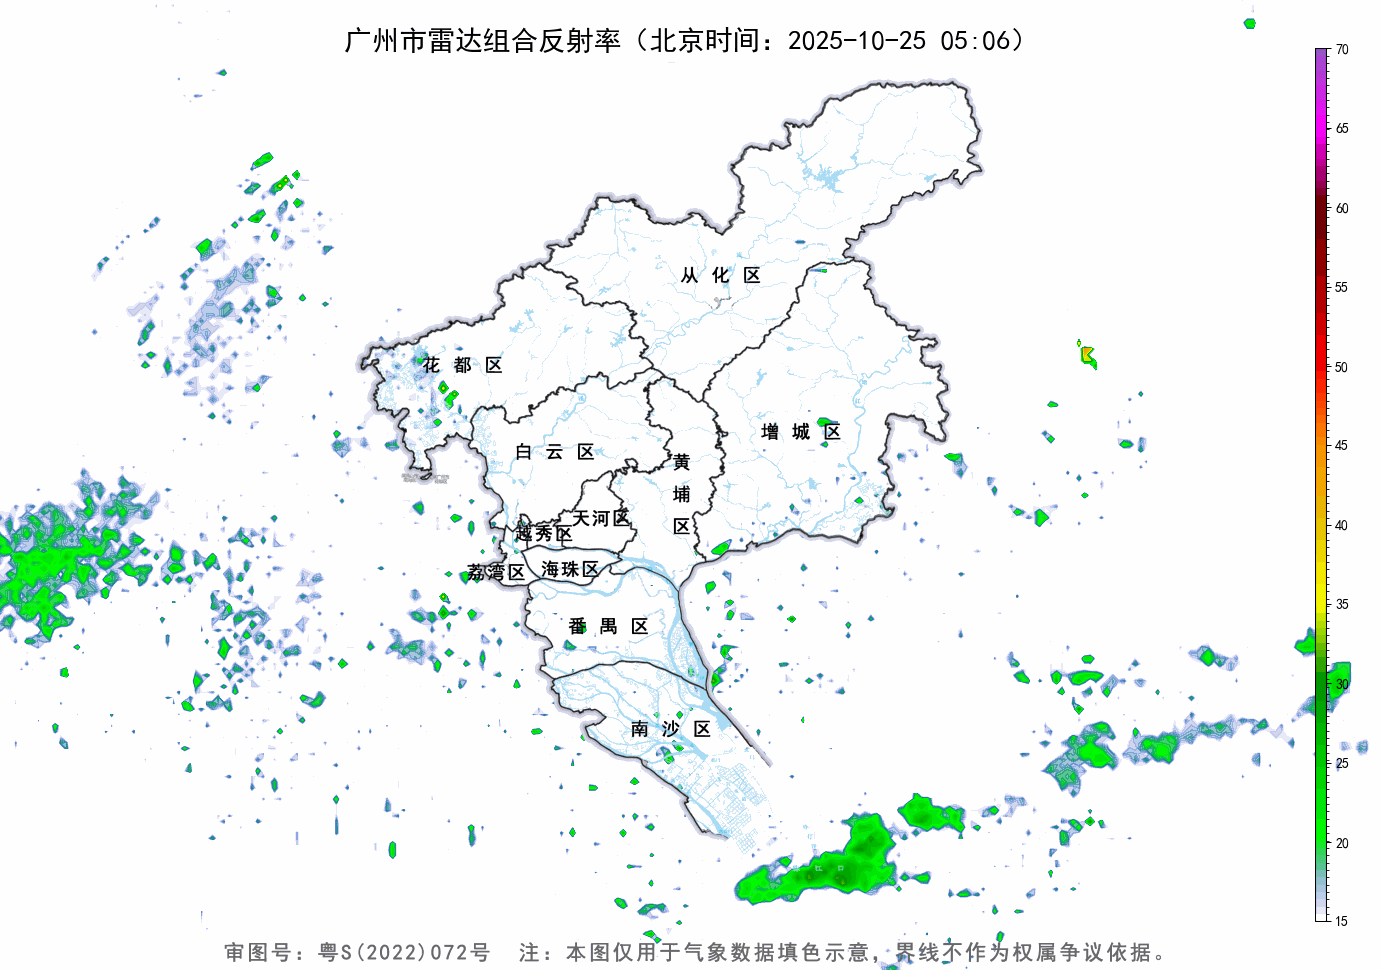 广州市雷达组合反射率（北京时间：2025-10-25 05:06）
70
65
60
55
50
45
40
35
30
25
20
15
从化区
花都区
增城区
白云区
黄埔区
天河区
越秀区
海珠区
荔湾区
番禺区
南沙区
审图号：粤S(2022)072号 注：本图仅用于气象数据填色示意，界线不作为权属争议依据。